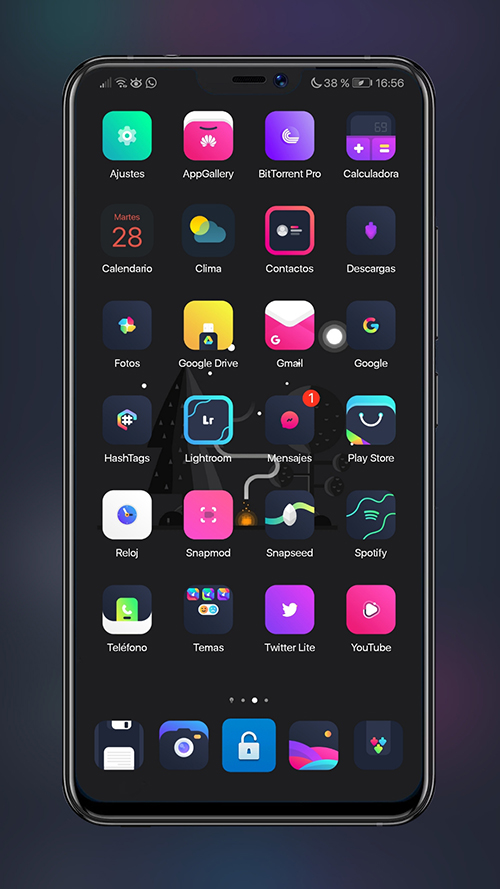 38 % 16:56
69
Ajustes AppGallery BitTorrent Pro Calculadora
Martes
28
Calendario Clima Contactos Descargas
G G
Fotos Google Drive Gmail Google
1
# Lr
HashTags Lightroom Mensajes Play Store
Reloj Snapmod Snapseed Spotify
Teléfono Temas Twitter Lite YouTube